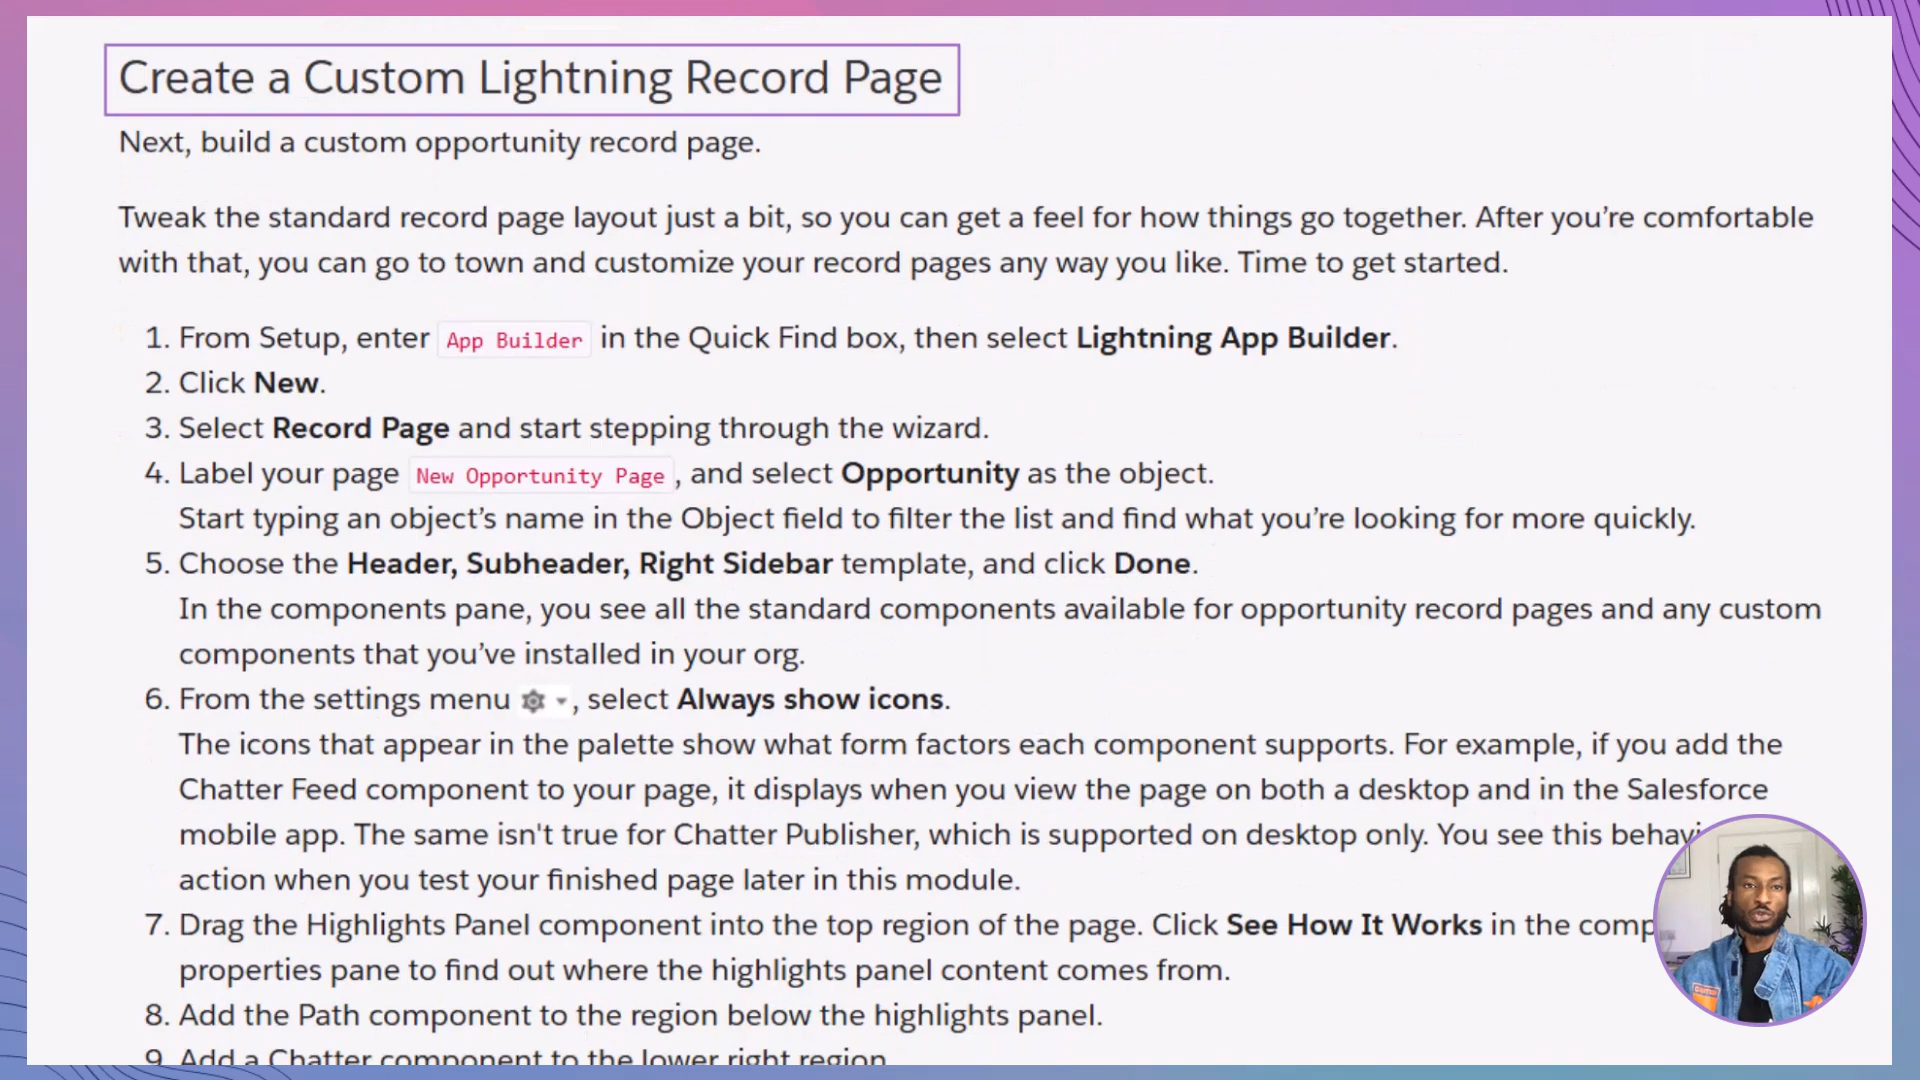 Create a Custom Lightning Record Page
Next, build a custom opportunity record page.
Tweak the standard record page layout just a bit, so you can get a feel for how things go together. After you’re comfortable
with that, you can go to town and customize your record pages any way you like. Time to get started.
1. From Setup, enter App Builder in the Quick Find box, then select Lightning App Builder.
2. Click New.
3. Select Record Page and start stepping through the wizard.
4. Label your page New Opportunity Page, and select Opportunity as the object.
Start typing an object’s name in the Object field to filter the list and find what you’re looking for more quickly.
5. Choose the Header, Subheader, Right Sidebar template, and click Done.
In the components pane, you see all the standard components available for opportunity record pages and any custom
components that you’ve installed in your org.
6. From the settings menu , select Always show icons.
The icons that appear in the palette show what form factors each component supports. For example, if you add the
Chatter Feed component to your page, it displays when you view the page on both a desktop and in the Salesforce
mobile app. The same isn't true for Chatter Publisher, which is supported on desktop only. You see this
action when you test your finished page later in this module.
7. Drag the Highlights Panel component into the top region of the page. Click See How It Works in the
properties pane to find out where the highlights panel content comes from.
8. Add the Path component to the region below the highlights panel.
9. Add a Chatter component to the lower right region.